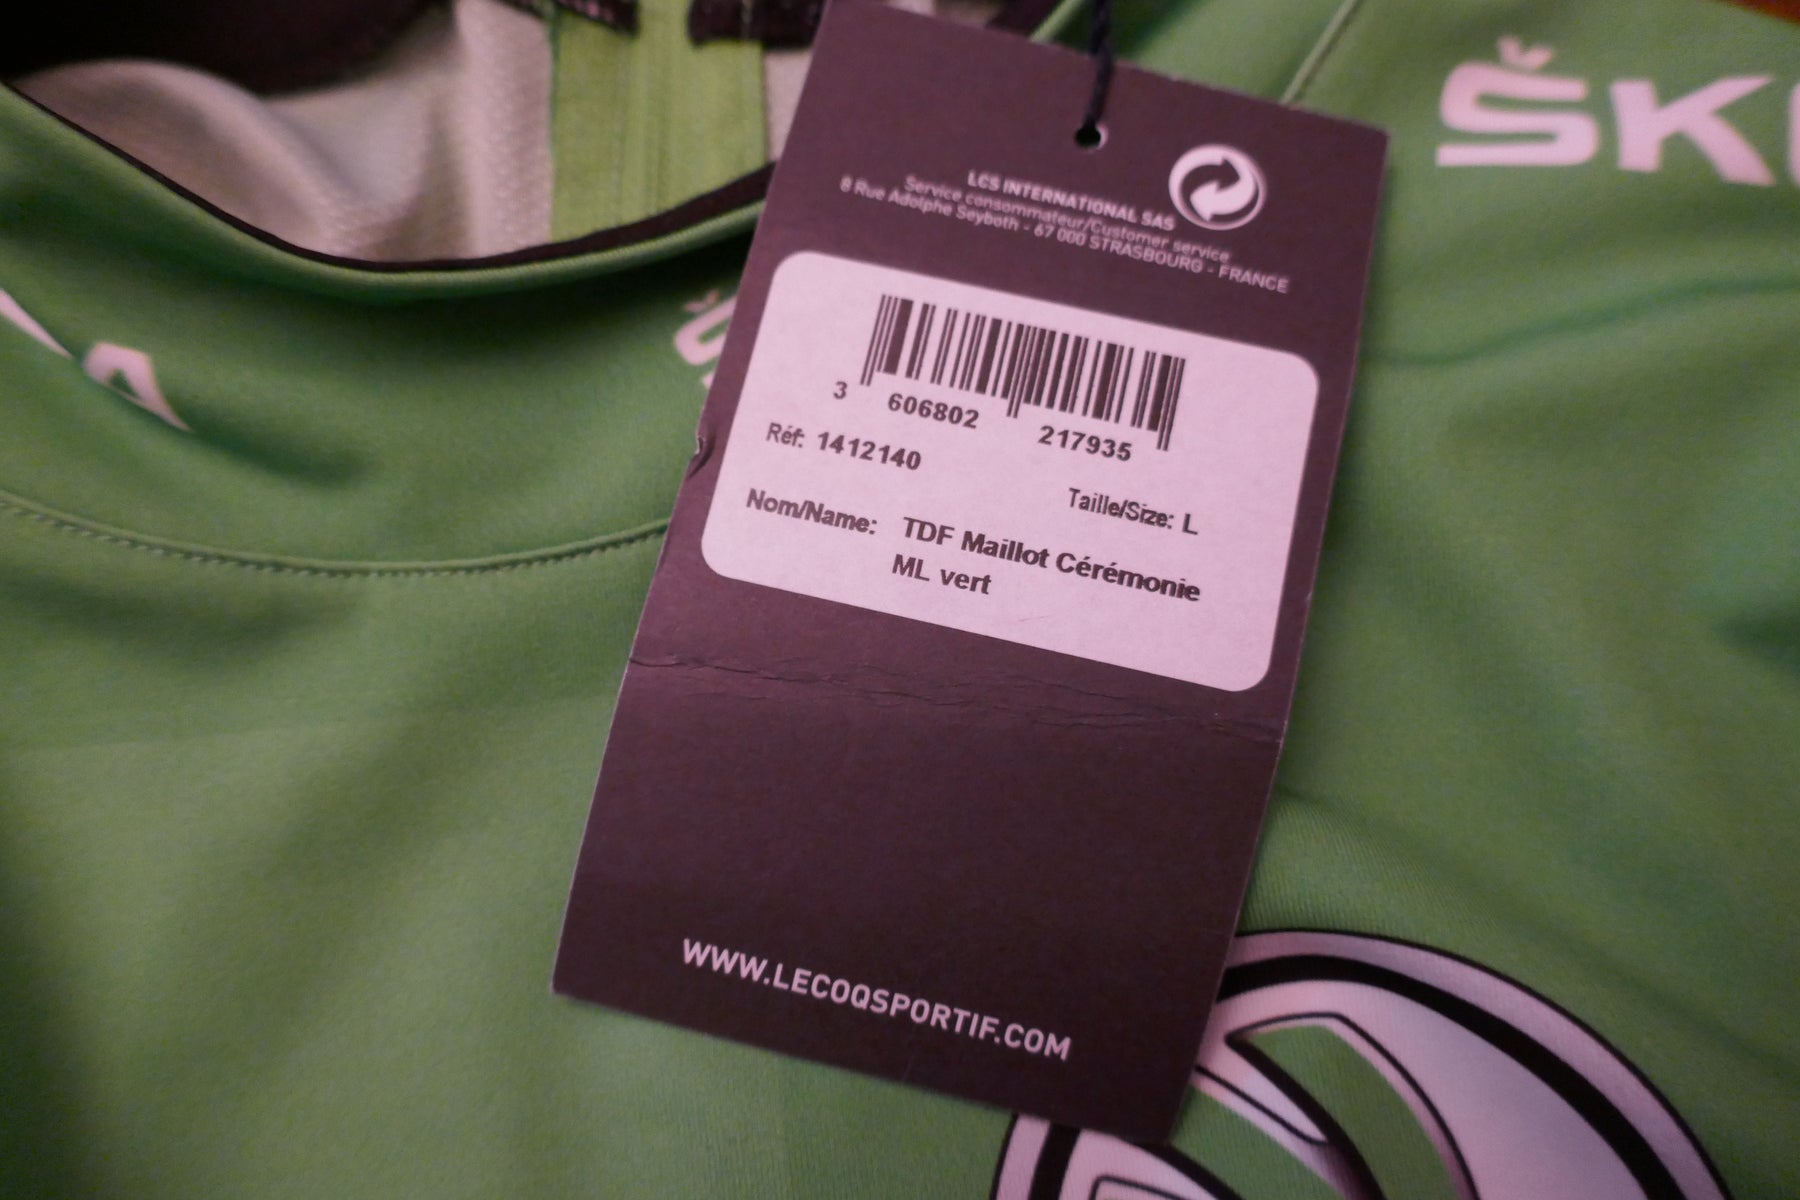 ŠK
LCS INTERNATIONAL SAS
Service consommateur/Customer service
8 Rue Adolphe Seyboth - 67 000 STRASBOURG - FRANCE
3 606802 217935
Réf: 1412140
Taille/Size: L
Nom/Name: TDF Maillot Cérémonie
ML vert
WWW.LECOQSPORTIF.COM
A